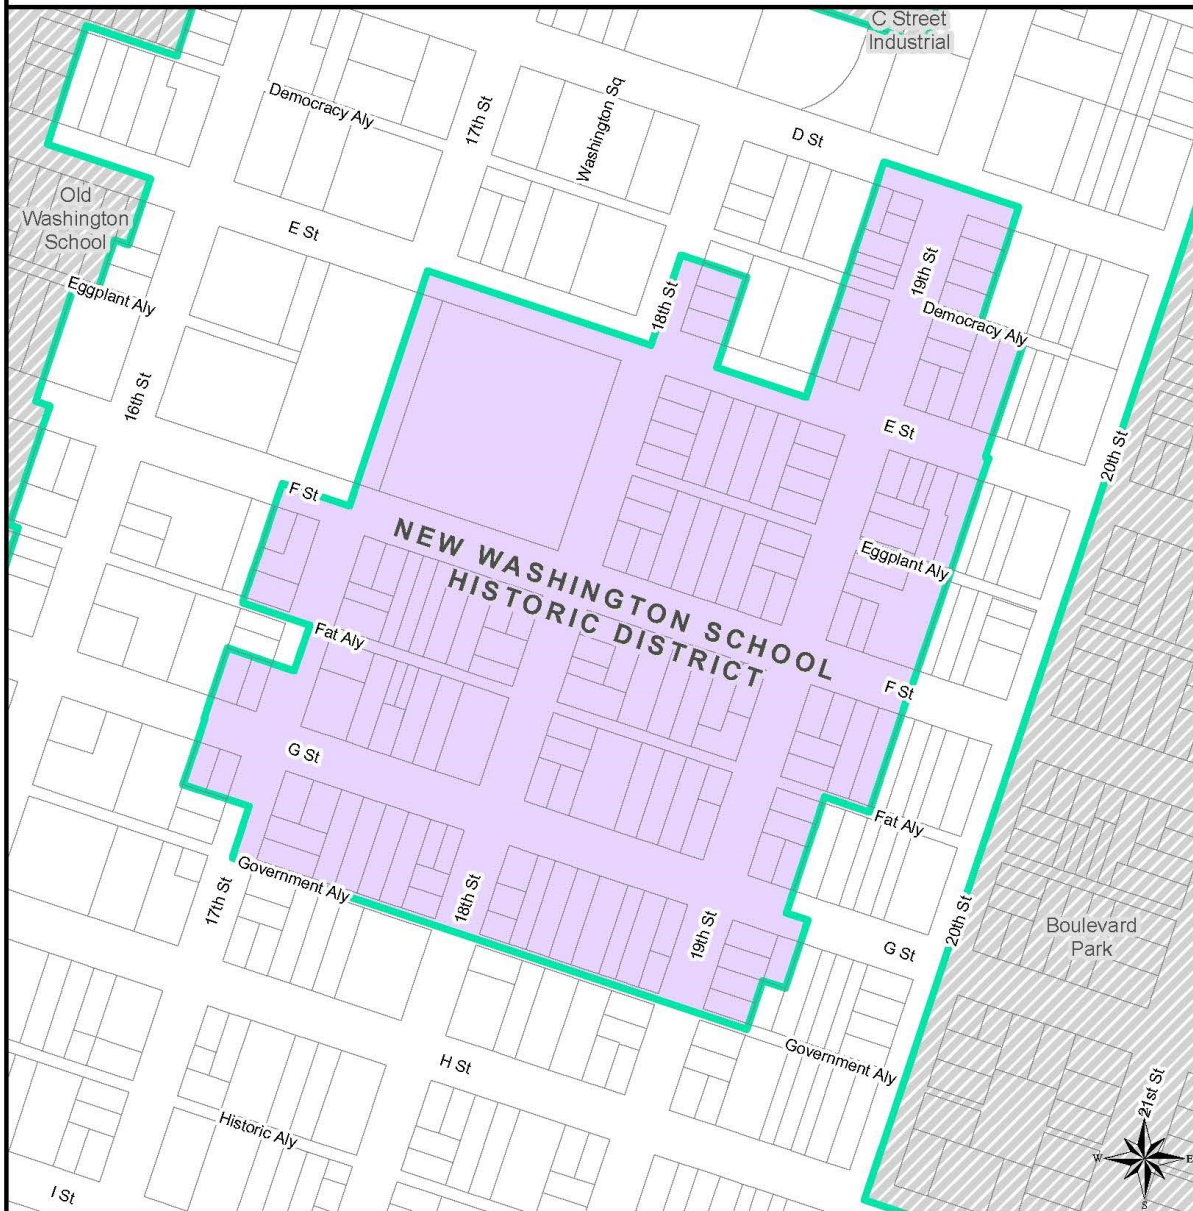 C Street
Industrial
Democracy Aly
17th St
Washington Sq
D St
Old
Washington
School
E St
19th St
Eggplant Aly
18th St
Democracy Aly
16th St
E St
20th St
F St
NEW WASHINGTON SCHOOL
HISTORIC DISTRICT
Eggplant Aly
Fat Aly
F St
G St
Fat Aly
Government Aly
17th St
18th St
19th St
20th St
G St
Boulevard
Park
H St
Government Aly
21st St
Historic Aly
W
E
S
I St